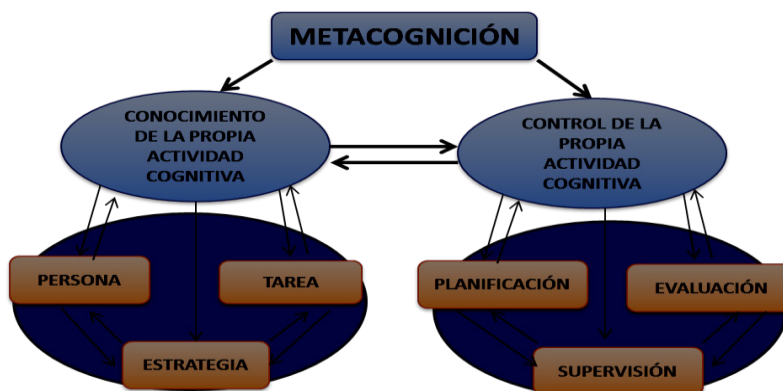 METACOGNICIÓN
CONOCIMIENTO
DE LA PROPIA
ACTIVIDAD
COGNITIVA
CONTROL DE LA
PROPIA
ACTIVIDAD
COGNITIVA
PERSONA
TAREA
ESTRATEGIA
PLANIFICACIÓN
EVALUACIÓN
SUPERVISIÓN